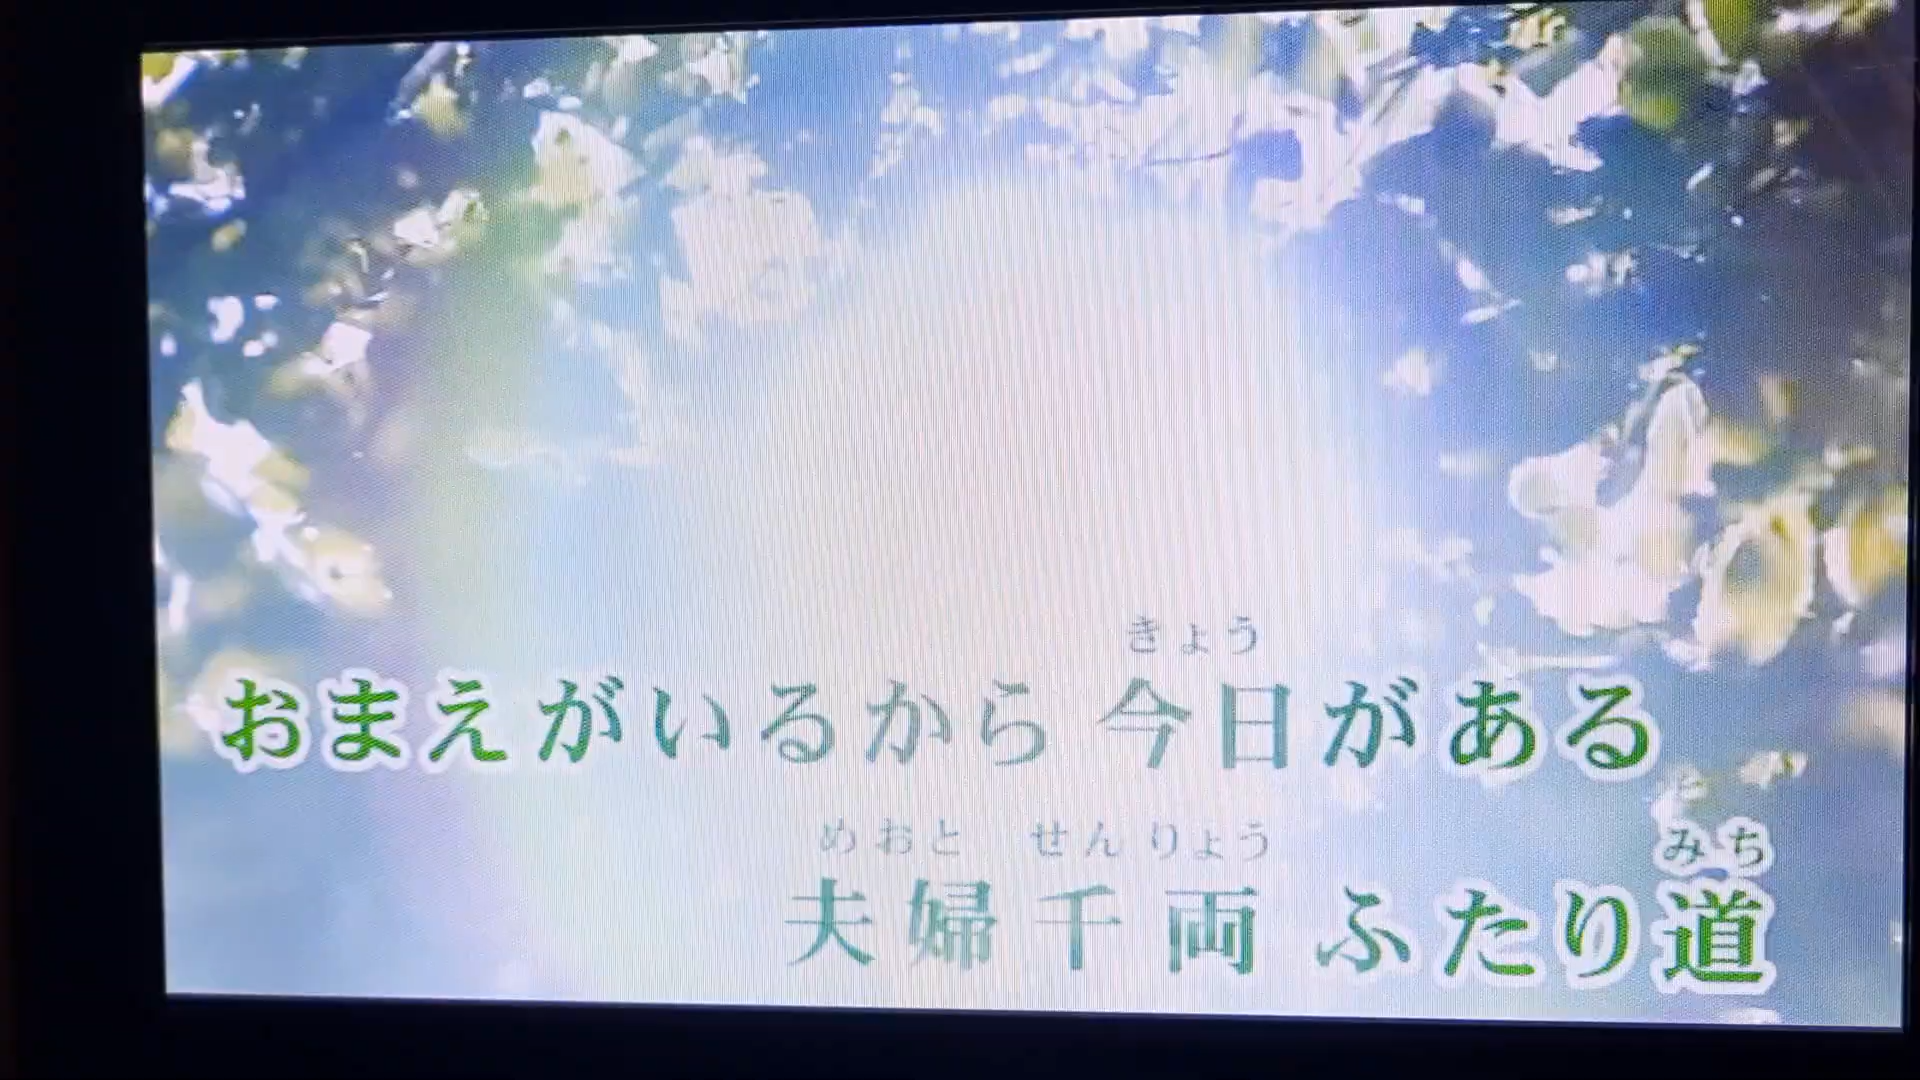 きょう
おまえがいるから 今日がある
めおと せんりょう みち
夫婦千両 ふたり道